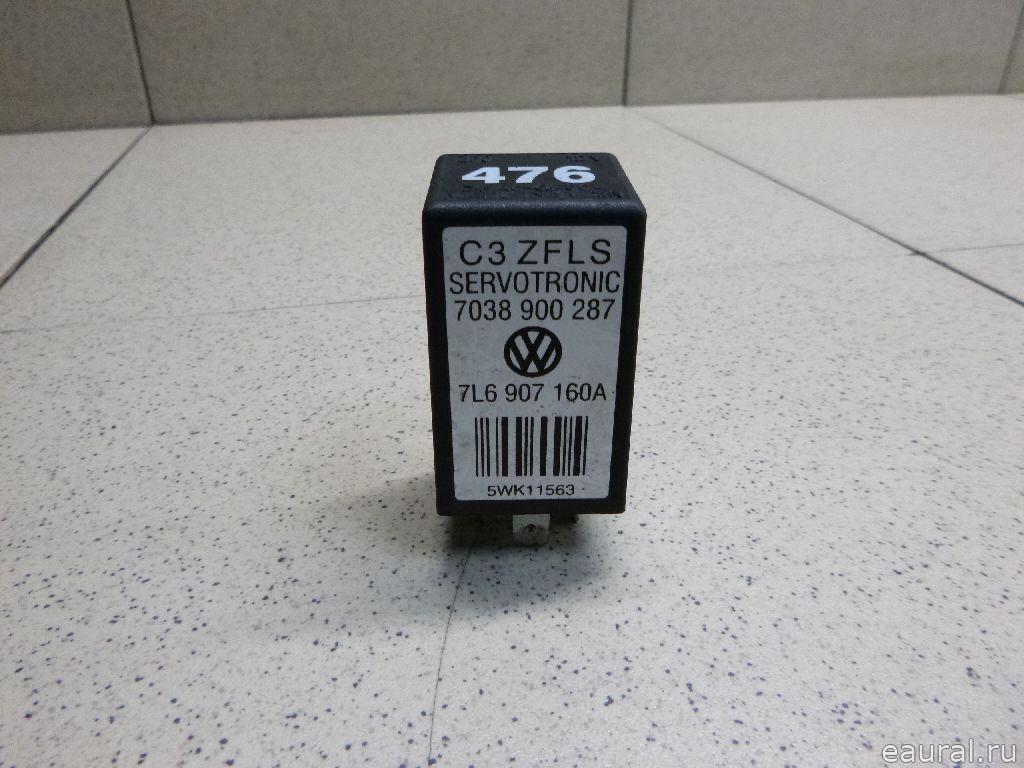 476
C3 ZFLS
SERVOTRONIC
7038 900 287
7L6 907 160A
5WK11563
eaural.ru